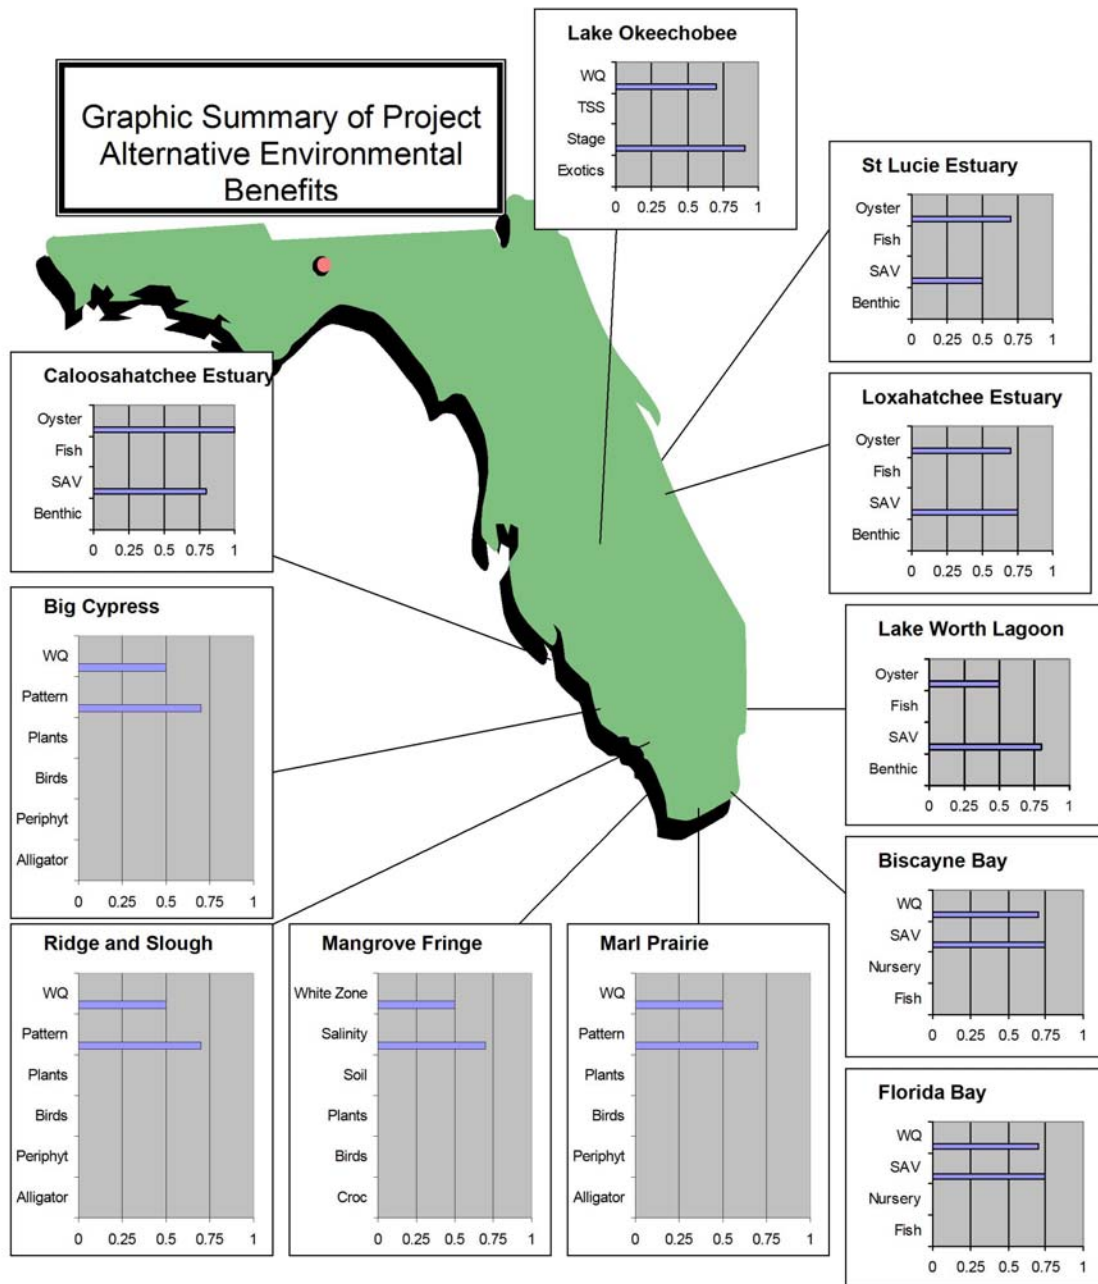 Graphic Summary of Project
Alternative Environmental
Benefits
Lake Okeechobee
WQ
TSS
Stage
Exotics
0 0.25 0.5 0.75 1
St Lucie Estuary
Oyster
Fish
SAV
Benthic
0 0.25 0.5 0.75 1
Caloosahatchee Estuary
Oyster
Fish
SAV
Benthic
0 0.25 0.5 0.75 1
Loxahatchee Estuary
Oyster
Fish
SAV
Benthic
0 0.25 0.5 0.75 1
Big Cypress
WQ
Pattern
Plants
Birds
Periphyt
Alligator
0 0.25 0.5 0.75 1
Lake Worth Lagoon
Oyster
Fish
SAV
Benthic
0 0.25 0.5 0.75 1
Biscayne Bay
WQ
SAV
Nursery
Fish
0 0.25 0.5 0.75 1
Ridge and Slough
WQ
Pattern
Plants
Birds
Periphyt
Alligator
0 0.25 0.5 0.75 1
Mangrove Fringe
White Zone
Salinity
Soil
Plants
Birds
Croc
0 0.25 0.5 0.75 1
Marl Prairie
WQ
Pattern
Plants
Birds
Periphyt
Alligator
0 0.25 0.5 0.75 1
Florida Bay
WQ
SAV
Nursery
Fish
0 0.25 0.5 0.75 1